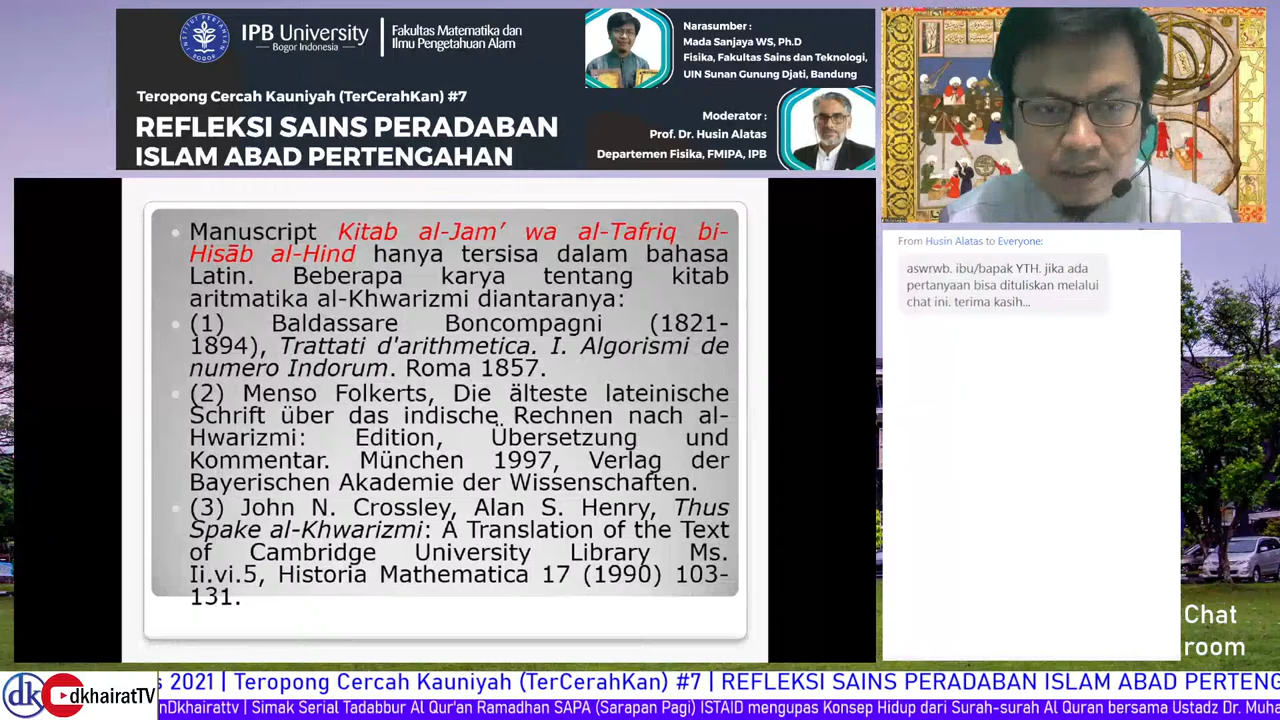 IPB University
Bogor Indonesia
Fakultas Matematika dan
Ilmu Pengetahuan Alam
Teropong Cercah Kauniyah (TerCerahKan) #7
REFLEKSI SAINS PERADABAN
ISLAM ABAD PERTENGAHAN
Narasumber :
Mada Sanjaya WS, Ph.D
Fisika, Fakultas Sains dan Teknologi,
UIN Sunan Gunung Djati, Bandung
Moderator :
Prof. Dr. Husin Alatas
Departemen Fisika, FMIPA, IPB
Manuscript Kitab al-Jam’ wa al-Tafriq bi-
Hisāb al-Hind hanya tersisa dalam bahasa
Latin. Beberapa karya tentang kitab
aritmatika al-Khwarizmi diantaranya:
(1) Baldassare Boncompagni (1821-
1894), Trattati d'arithmetica. I. Algorismi de
numero Indorum. Roma 1857.
(2) Menso Folkerts, Die älteste lateinische
Schrift über das indische Rechnen nach al-
Hwarizmi: Edition, Übersetzung und
Kommentar. München 1997, Verlag der
Bayerischen Akademie der Wissenschaften.
(3) John N. Crossley, Alan S. Henry, Thus
Spake al-Khwarizmi: A Translation of the Text
of Cambridge University Library Ms.
Ii.vi.5, Historia Mathematica 17 (1990) 103-
131.
From Husin Alatas to Everyone:
aswrwb. ibu/bapak YTH. jika ada
pertanyaan bisa dituliskan melalui
chat ini. terima kasih...
Chat
room
dk
dkhairatTV
s 2021 | Teropong Cercah Kauniyah (TerCerahKan) #7 | REFLEKSI SAINS PERADABAN ISLAM ABAD PERTENG
nDkhairattv | Simak Serial Tadabbur Al Qur'an Ramadhan SAPA (Sarapan Pagi) ISTAID mengupas Konsep Hidup dari Surah-surah Al Quran bersama Ustadz Dr. Muha